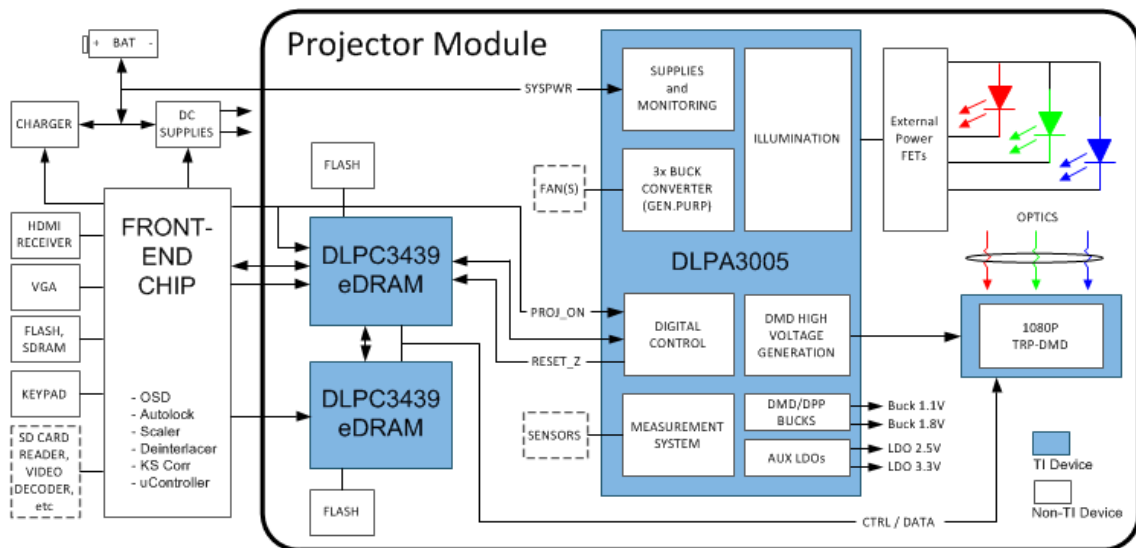 Projector Module
+ BAT -
SYSPWR
CHARGER
DC
SUPPLIES
FLASH
FRONT-
END
CHIP
- OSD
- Autolock
- Scaler
- Deinterlacer
- KS Corr
- uController
HDMI
RECEIVER
VGA
FLASH,
SDRAM
KEYPAD
SD CARD
READER,
VIDEO
DECODER,
etc
DLPC3439
eDRAM
DLPC3439
eDRAM
FLASH
FAN(S)
PROJ_ON
RESET_Z
SENSORS
SUPPLIES
and
MONITORING
3x BUCK
CONVERTER
(GEN.PURP)
ILLUMINATION
DLPA3005
DIGITAL
CONTROL
DMD HIGH
VOLTAGE
GENERATION
MEASUREMENT
SYSTEM
DMD/DPP
BUCKS
AUX LDOs
External
Power
FETs
OPTICS
1080P
TRP-DMD
Buck 1.1V
Buck 1.8V
LDO 2.5V
LDO 3.3V
CTRL / DATA
TI Device
Non-TI Device